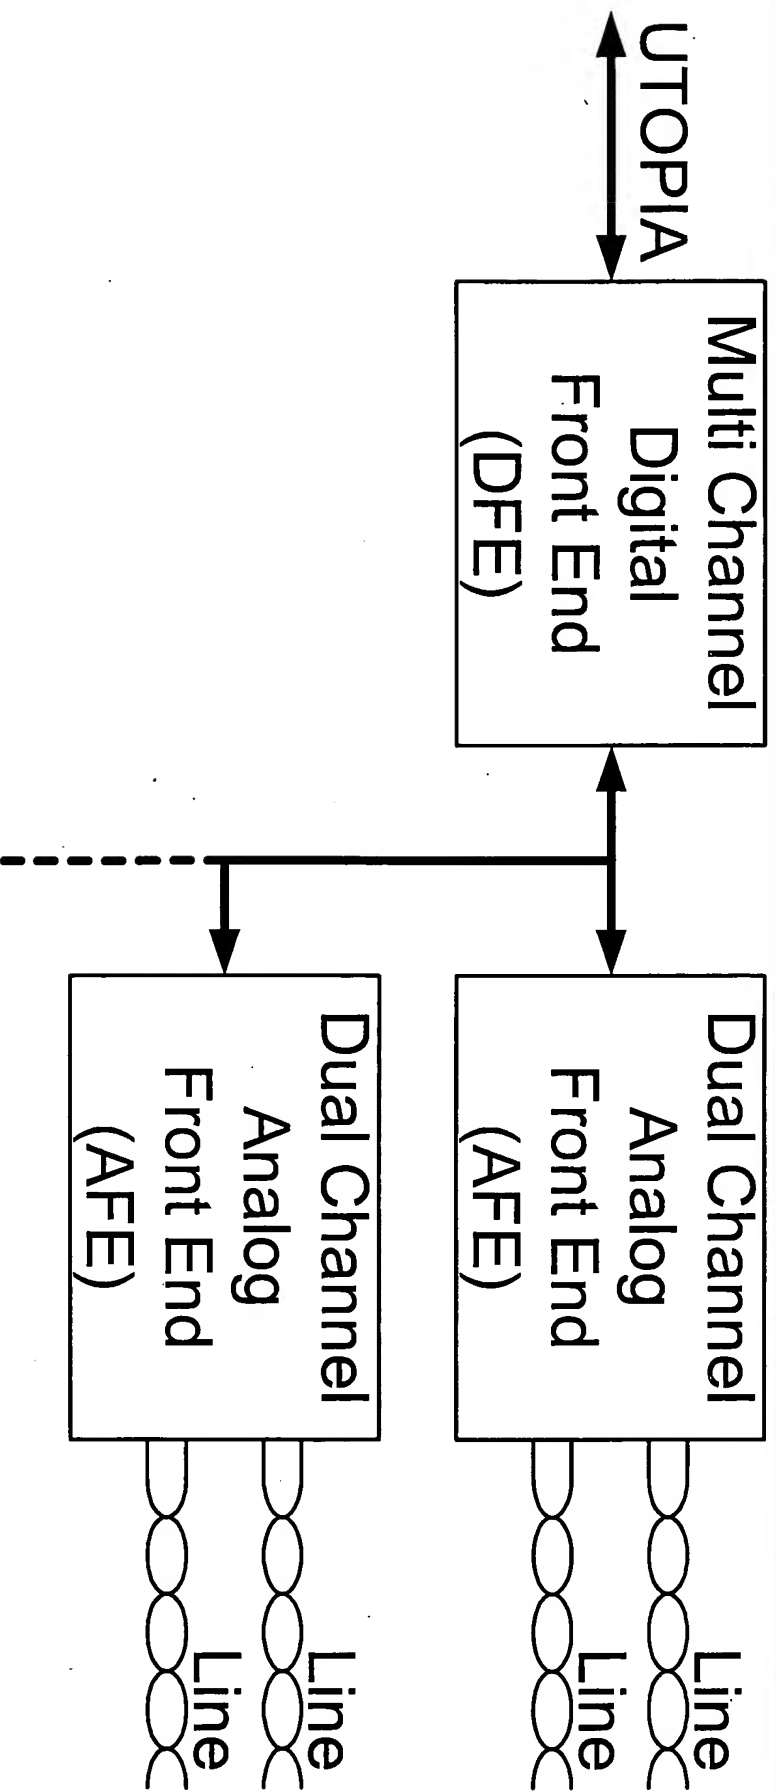 UTOPIA
Multi Channel
Digital
Front End
(DFE)
Dual Channel
Analog
Front End
(AFE)
Line
Line
Dual Channel
Analog
Front End
(AFE)
Line
Line